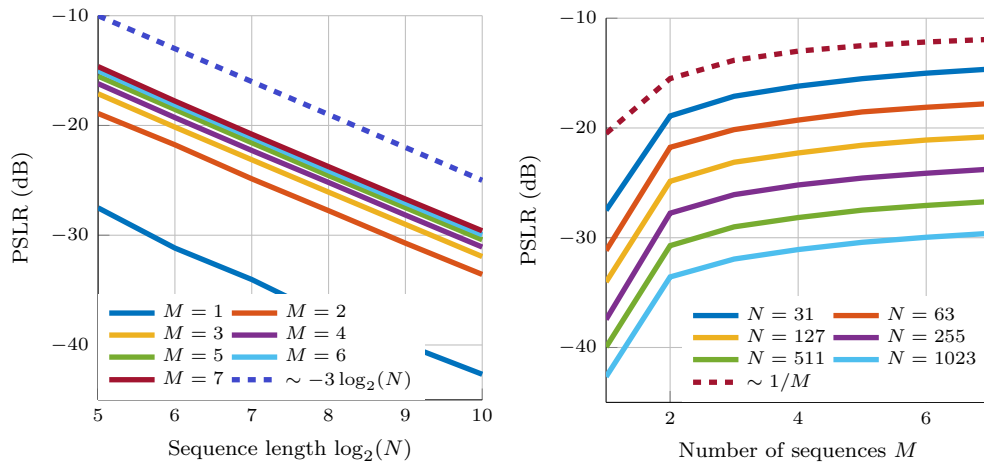 −10
−20
−30
−40
PSLR (dB)
5 6 7 8 9 10
Sequence length log₂(N)
M = 1 M = 2
M = 3 M = 4
M = 5 M = 6
M = 7 ∼ −3 log₂(N)
−10
−20
−30
−40
PSLR (dB)
2 4 6
Number of sequences M
N = 31 N = 63
N = 127 N = 255
N = 511 N = 1023
∼ 1/M